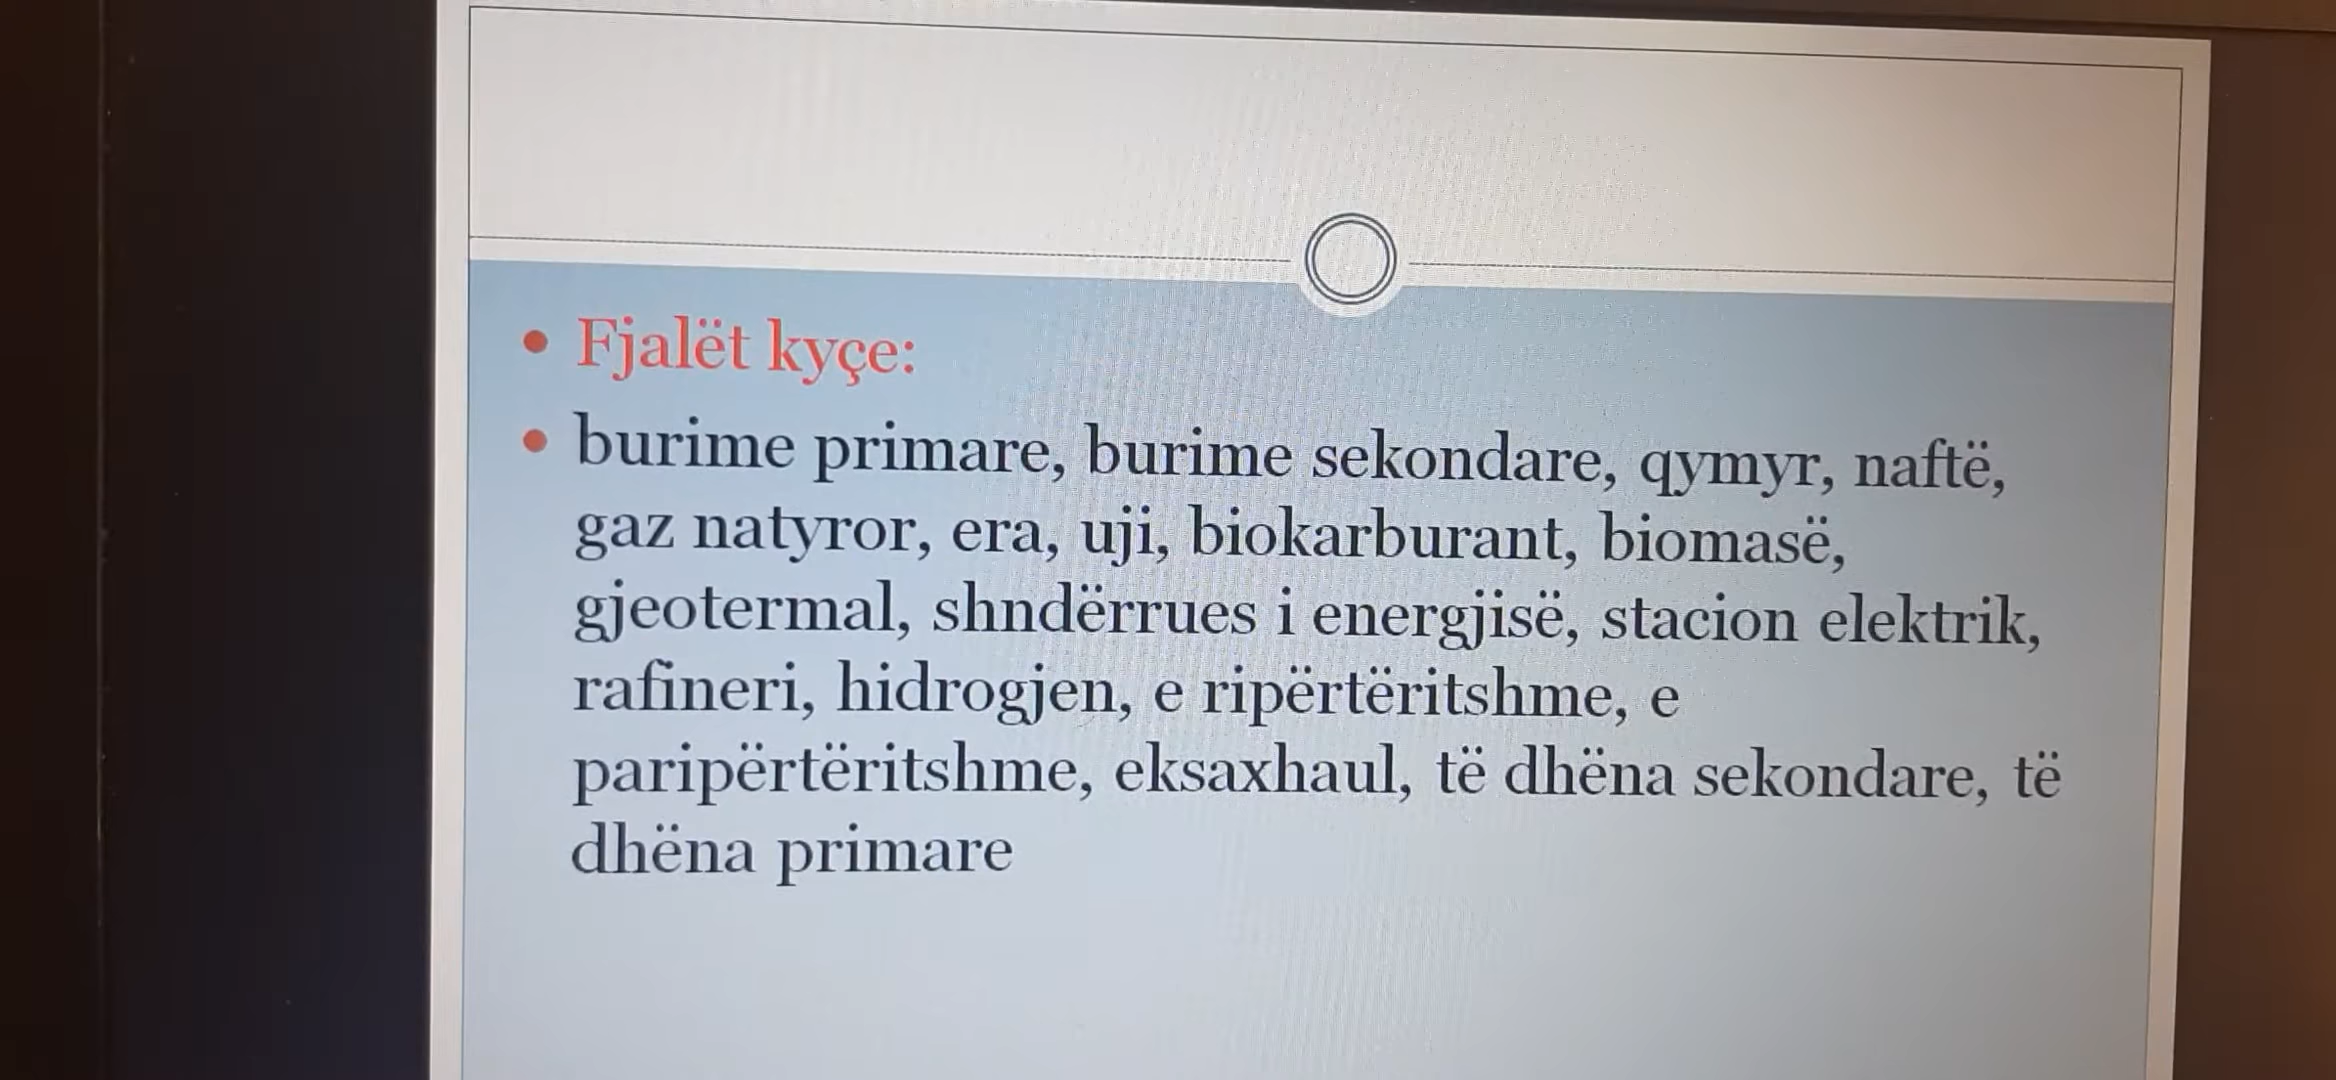 Fjalët kyçe:
burime primare, burime sekondare, qymyr, naftë,
gaz natyror, era, uji, biokarburant, biomasë,
gjeotermal, shndërrues i energjisë, stacion elektrik,
rafineri, hidrogjen, e ripërtëritshme, e
paripërtëritshme, eksaxhaul, të dhëna sekondare, të
dhëna primare